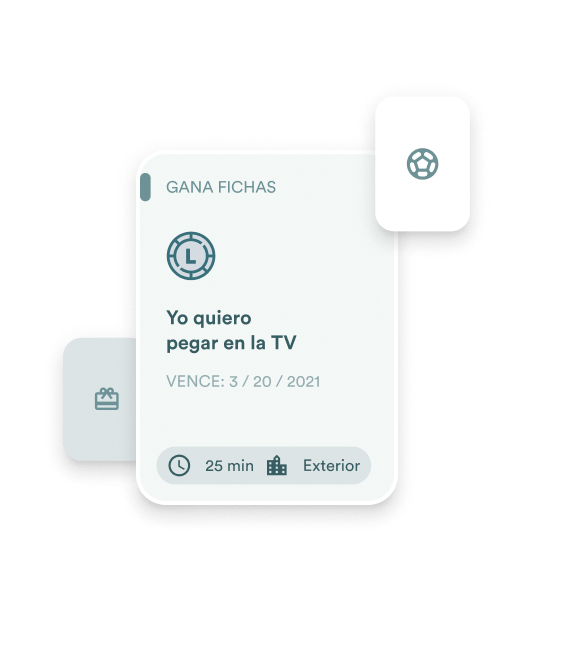 GANA FICHAS
L
Yo quiero
pegar en la TV
VENCE: 3 / 20 / 2021
25 min Exterior